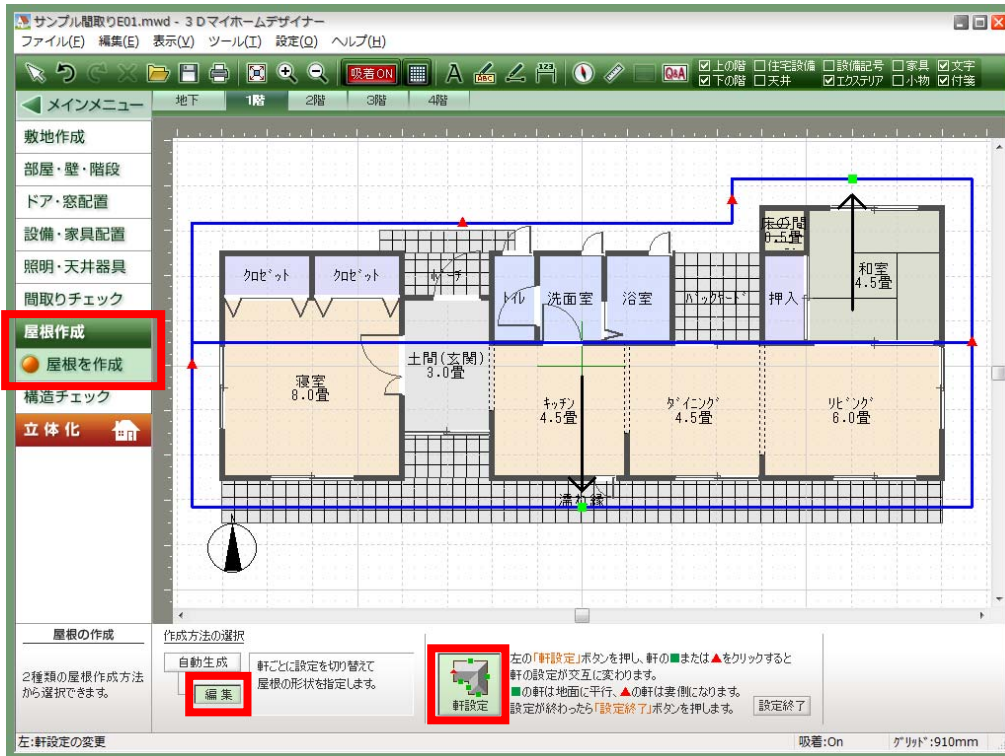 サンプル間取りE01.mwd - 3Dマイホームデザイナー
ファイル(F) 編集(E) 表示(V) ツール(T) 設定(O) ヘルプ(H)
吸着ON A abc 123 Q&A
上の階 住宅設備 設備記号 家具 文字
下の階 天井 エクステリア 小物 付箋
メインメニュー
地下 1階 2階 3階 4階
敷地作成
部屋・壁・階段
ドア・窓配置
設備・家具配置
照明・天井器具
間取りチェック
屋根作成
屋根を作成
構造チェック
立体化
床の間
0.5畳
クロゼット クロゼット ポーチ トイレ 洗面室 浴室 バックヤード 押入
和室
4.5畳
土間(玄関)
3.0畳
寝室
8.0畳
キッチン
4.5畳
ダイニング
4.5畳
リビング
6.0畳
濡れ縁
N
屋根の作成
2種類の屋根作成方法
から選択できます。
作成方法の選択
自動生成
編集
軒ごとに設定を切り替えて
屋根の形状を指定します。
軒設定
左の「軒設定」ボタンを押し、軒の■または▲をクリックすると
軒の設定が交互に変わります。
■の軒は地面に平行、▲の軒は妻側になります。
設定が終わったら「設定終了」ボタンを押します。
設定終了
左:軒設定の変更
吸着:On グリッド:910mm